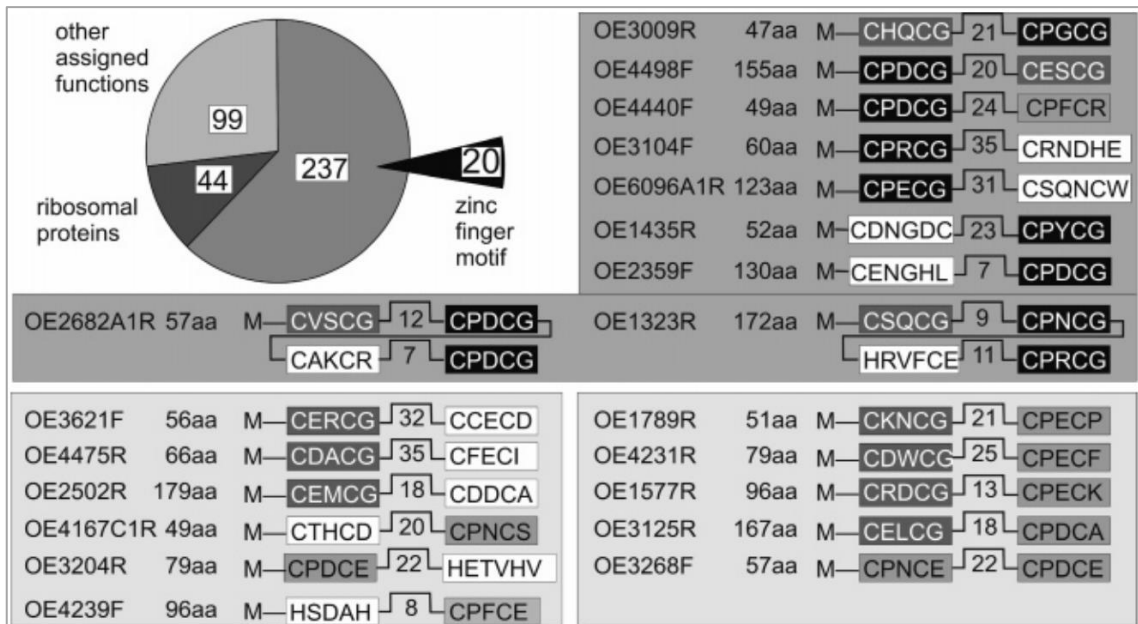 other
assigned
functions
99
44
237
20
ribosomal
proteins
zinc
finger
motif
OE3009R 47aa M CHQCG 21 CPGCG
OE4498F 155aa M CPDCG 20 CESCG
OE4440F 49aa M CPDCG 24 CPFCR
OE3104F 60aa M CPRCG 35 CRNDHE
OE6096A1R 123aa M CPECG 31 CSQNCW
OE1435R 52aa M CDNGDC 23 CPYCG
OE2359F 130aa M CENGHL 7 CPDCG
OE2682A1R 57aa M CVSCG 12 CPDCG
CAKCR 7 CPDCG
OE1323R 172aa M CSQCG 9 CPNCG
HRVFCE 11 CPRCG
OE3621F 56aa M CERCG 32 CCECD
OE4475R 66aa M CDACG 35 CFECI
OE2502R 179aa M CEMCG 18 CDDCA
OE4167C1R 49aa M CTHCD 20 CPNCS
OE3204R 79aa M CPDCE 22 HETVHV
OE4239F 96aa M HSDAH 8 CPFCE
OE1789R 51aa M CKNCG 21 CPECP
OE4231R 79aa M CDWCG 25 CPECF
OE1577R 96aa M CRDCG 13 CPECK
OE3125R 167aa M CELCG 18 CPDCA
OE3268F 57aa M CPNCE 22 CPDCE